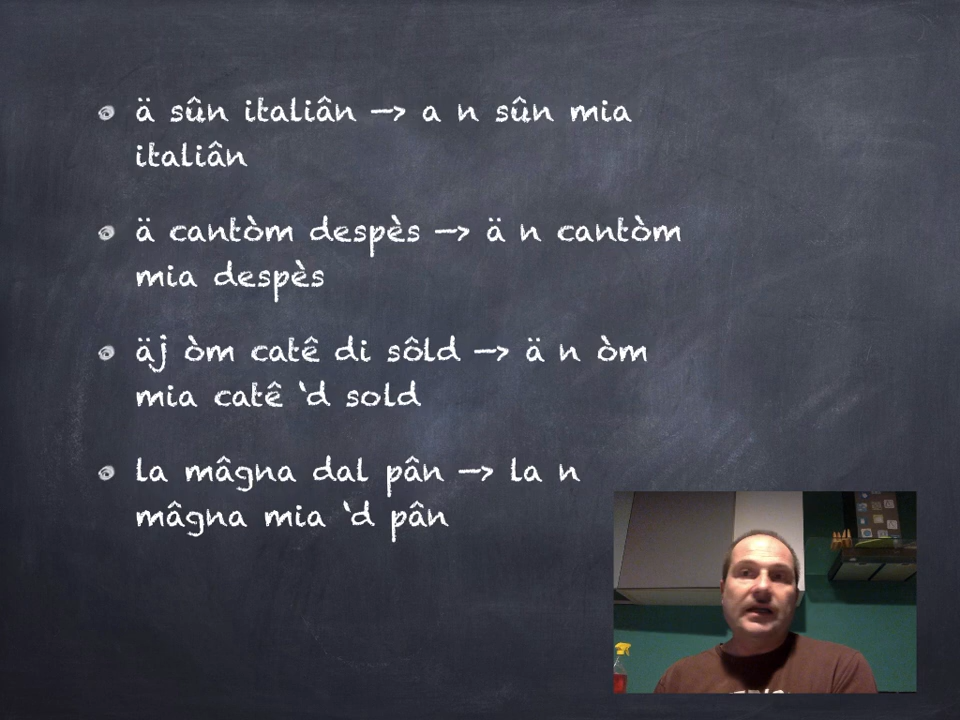 ä sûn italiân —> a n sûn mia
italiân
ä cantòm despès —> ä n cantòm
mia despès
äj òm catê di sôld —> ä n òm
mia catê 'd sold
la mâgna dal pân —> la n
mâgna mia 'd pân